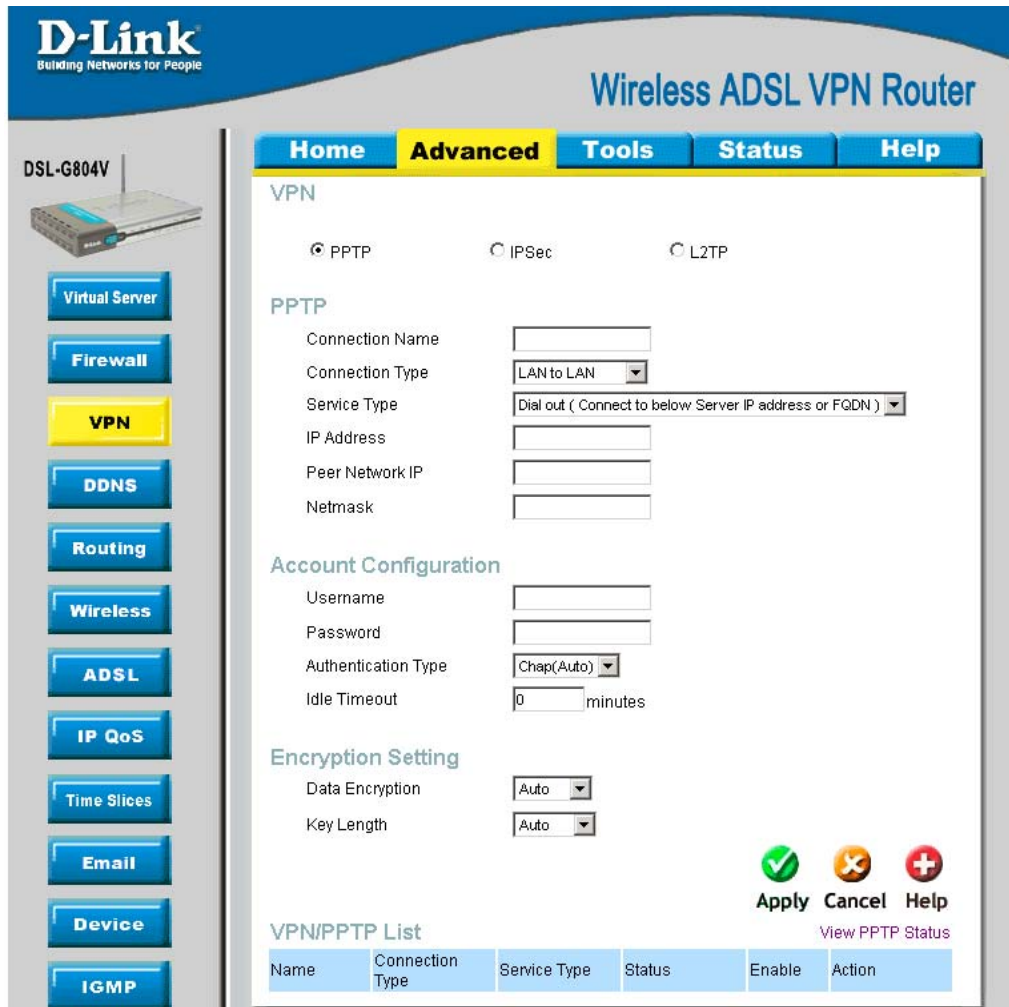 D-Link
Building Networks for People
Wireless ADSL VPN Router
DSL-G804V
Home Advanced Tools Status Help
Virtual Server
Firewall
VPN
DDNS
Routing
Wireless
ADSL
IP QoS
Time Slices
Email
Device
IGMP
VPN
PPTP IPSec L2TP
PPTP
Connection Name
Connection Type LAN to LAN
Service Type Dial out ( Connect to below Server IP address or FQDN )
IP Address
Peer Network IP
Netmask
Account Configuration
Username
Password
Authentication Type Chap(Auto)
Idle Timeout 0 minutes
Encryption Setting
Data Encryption Auto
Key Length Auto
Apply Cancel Help
VPN/PPTP List View PPTP Status
Name Connection Type Service Type Status Enable Action